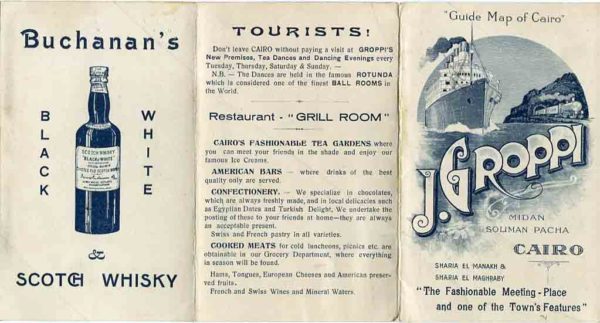 Buchanan's
BLACK
WHITE
SCOTCH WHISKY
"BLACK & WHITE"
&
SCOTCH WHISKY
TOURISTS!
Don't leave CAIRO without paying a visit at GROPPI'S
New Premises, Tea Dances and Dancing Evenings every
Tuesday, Thursday, Saturday & Sunday. —
N.B. — The Dances are held in the famous ROTUNDA
which is considered one of the finest BALL ROOMS in
the World.
Restaurant - "GRILL ROOM"
CAIRO'S FASHIONABLE TEA GARDENS where
you can meet your friends in the shade and enjoy our
famous Ice Creams.
AMERICAN BARS — where drinks of the best
quality only are served.
CONFECTIONERY. — We specialize in chocolates,
which are always freshly made, and in local delicacies such
as Egyptian Dates and Turkish Delight. We undertake the
posting of these to your friends at home—they are always
an acceptable present.
Swiss and French pastry in all varieties.
COOKED MEATS for cold luncheons, picnics etc. are
obtainable in our Grocery Department, where everything
in season will be found.
Hams, Tongues, European Cheeses and American preser-
ved fruits.
French and Swiss Wines and Mineral Waters.
"Guide Map of Cairo"
J. GROPPI
MIDAN
SOLIMAN PACHA
CAIRO
SHARIA EL MANAKH &
SHARIA EL MAGHRABY
"The Fashionable Meeting - Place
and one of the Town's Features"